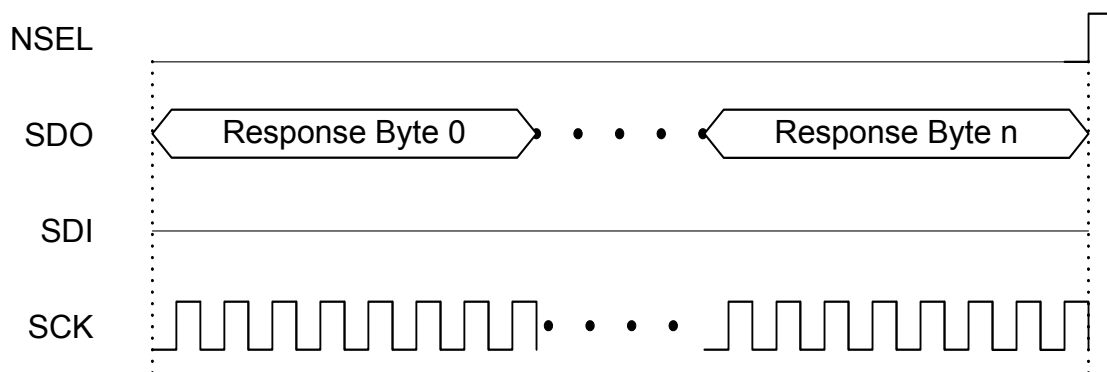 NSEL
SDO Response Byte 0 Response Byte n
SDI
SCK